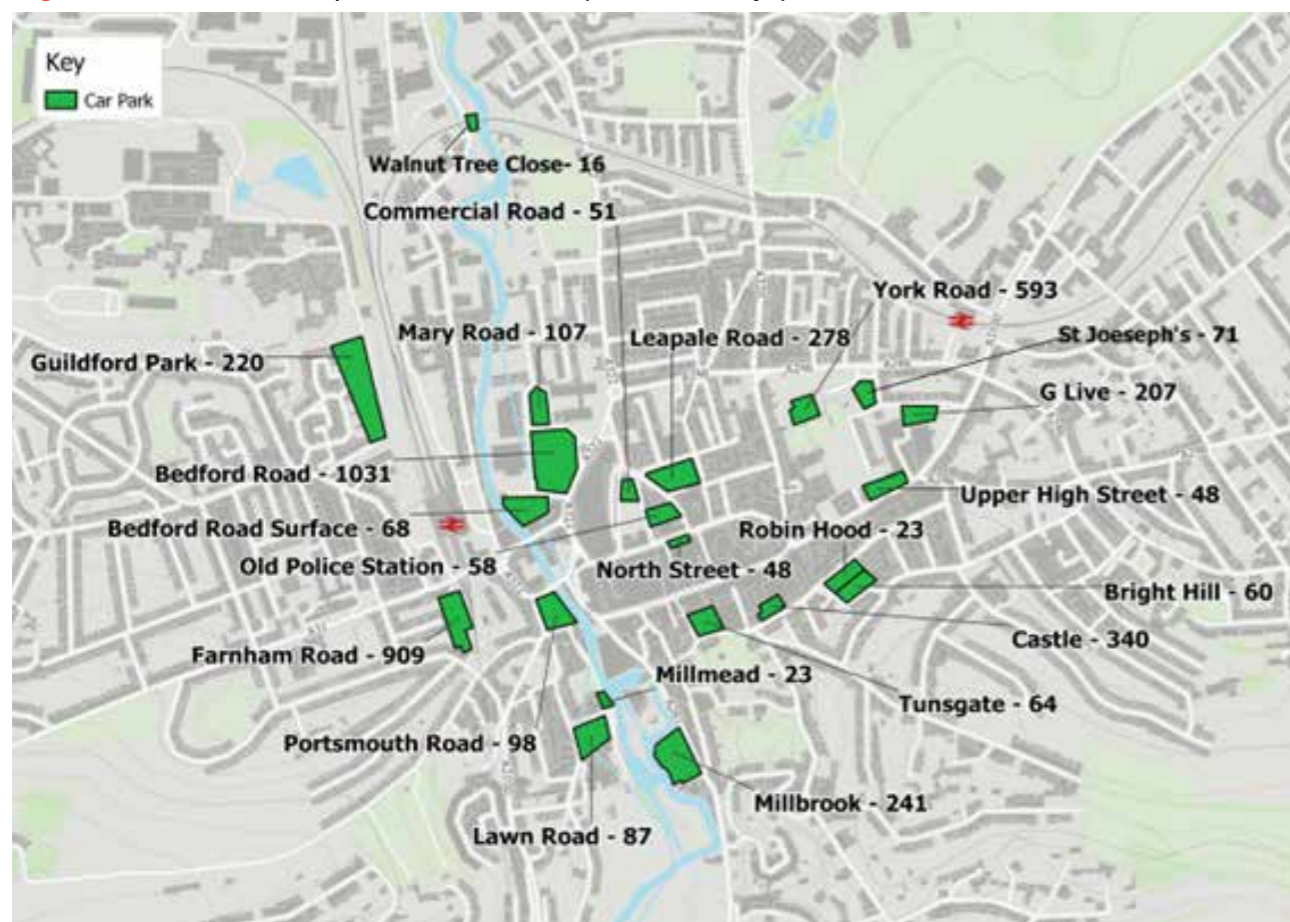 Key
Car Park
Walnut Tree Close- 16
Commercial Road - 51
York Road - 593
Mary Road - 107
Leapale Road - 278
St Joeseph's - 71
Guildford Park - 220
G Live - 207
Bedford Road - 1031
Upper High Street - 48
Bedford Road Surface - 68
Robin Hood - 23
Old Police Station - 58
North Street - 48
Bright Hill - 60
Castle - 340
Farnham Road - 909
Millmead - 23
Tunsgate - 64
Portsmouth Road - 98
Millbrook - 241
Lawn Road - 87